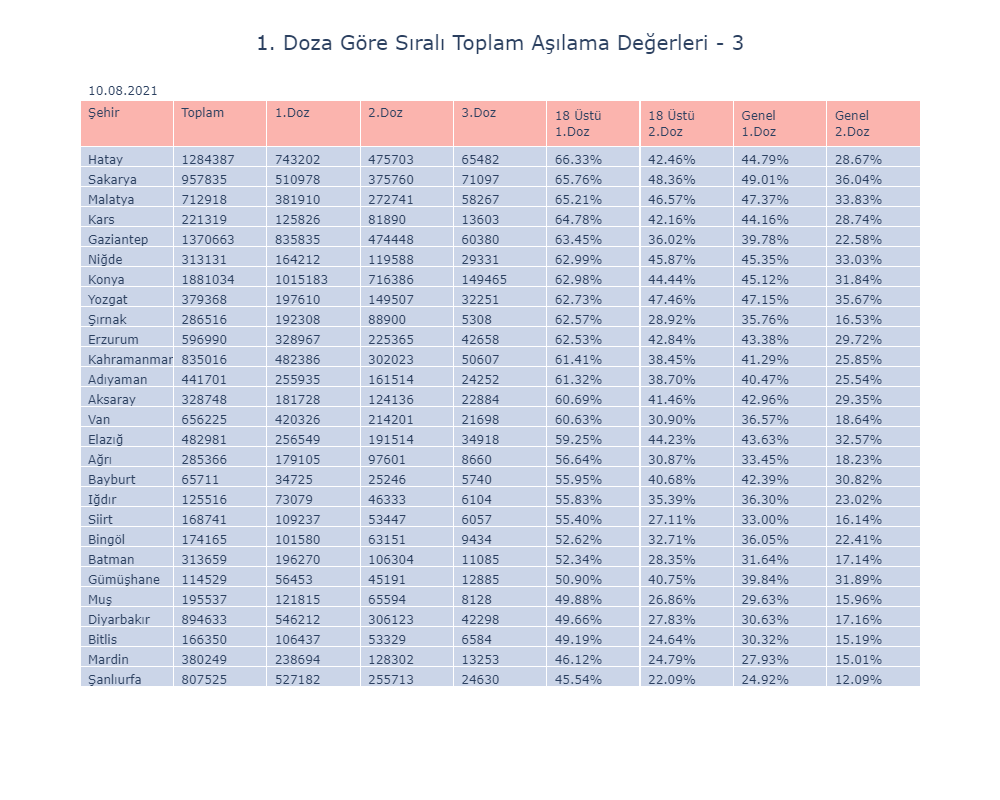 1. Doza Göre Sıralı Toplam Aşılama Değerleri - 3
10.08.2021
Şehir Toplam 1.Doz 2.Doz 3.Doz 18 Üstü 1.Doz 18 Üstü 2.Doz Genel 1.Doz Genel 2.Doz
Hatay 1284387 743202 475703 65482 66.33% 42.46% 44.79% 28.67%
Sakarya 957835 510978 375760 71097 65.76% 48.36% 49.01% 36.04%
Malatya 712918 381910 272741 58267 65.21% 46.57% 47.37% 33.83%
Kars 221319 125826 81890 13603 64.78% 42.16% 44.16% 28.74%
Gaziantep 1370663 835835 474448 60380 63.45% 36.02% 39.78% 22.58%
Niğde 313131 164212 119588 29331 62.99% 45.87% 45.35% 33.03%
Konya 1881034 1015183 716386 149465 62.98% 44.44% 45.12% 31.84%
Yozgat 379368 197610 149507 32251 62.73% 47.46% 47.15% 35.67%
Şırnak 286516 192308 88900 5308 62.57% 28.92% 35.76% 16.53%
Erzurum 596990 328967 225365 42658 62.53% 42.84% 43.38% 29.72%
Kahramanmar 835016 482386 302023 50607 61.41% 38.45% 41.29% 25.85%
Adıyaman 441701 255935 161514 24252 61.32% 38.70% 40.47% 25.54%
Aksaray 328748 181728 124136 22884 60.69% 41.46% 42.96% 29.35%
Van 656225 420326 214201 21698 60.63% 30.90% 36.57% 18.64%
Elazığ 482981 256549 191514 34918 59.25% 44.23% 43.63% 32.57%
Ağrı 285366 179105 97601 8660 56.64% 30.87% 33.45% 18.23%
Bayburt 65711 34725 25246 5740 55.95% 40.68% 42.39% 30.82%
Iğdır 125516 73079 46333 6104 55.83% 35.39% 36.30% 23.02%
Siirt 168741 109237 53447 6057 55.40% 27.11% 33.00% 16.14%
Bingöl 174165 101580 63151 9434 52.62% 32.71% 36.05% 22.41%
Batman 313659 196270 106304 11085 52.34% 28.35% 31.64% 17.14%
Gümüşhane 114529 56453 45191 12885 50.90% 40.75% 39.84% 31.89%
Muş 195537 121815 65594 8128 49.88% 26.86% 29.63% 15.96%
Diyarbakır 894633 546212 306123 42298 49.66% 27.83% 30.63% 17.16%
Bitlis 166350 106437 53329 6584 49.19% 24.64% 30.32% 15.19%
Mardin 380249 238694 128302 13253 46.12% 24.79% 27.93% 15.01%
Şanlıurfa 807525 527182 255713 24630 45.54% 22.09% 24.92% 12.09%